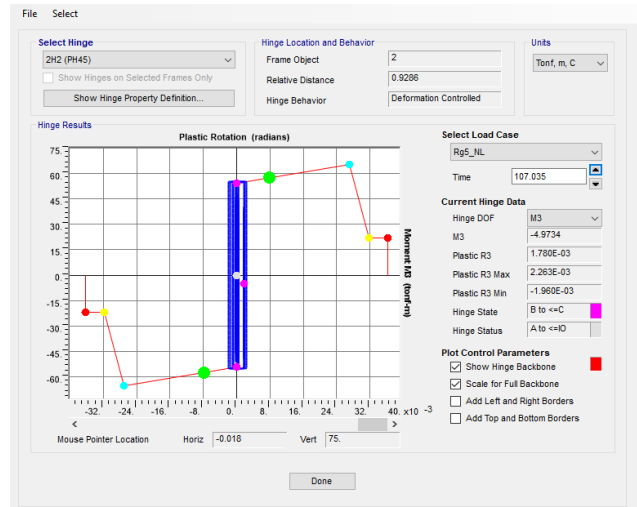 File Select
Select Hinge
2H2 (PH45)
Show Hinges on Selected Frames Only
Show Hinge Property Definition...
Hinge Location and Behavior
Frame Object 2
Relative Distance 0.9286
Hinge Behavior Deformation Controlled
Units
Tonf, m, C
Hinge Results
Plastic Rotation (radians)
75.
60.
45.
30.
15.
0.
-15.
-30.
-45.
-60.
Moment M3 (tonf-m)
-32. -24. -16. -8. 0. 8. 16. 24. 32. 40. x10 -3
Mouse Pointer Location Horiz -0.018 Vert 75.
Select Load Case
Rg5_NL
Time 107.035
Current Hinge Data
Hinge DOF M3
M3 -4.9734
Plastic R3 1.780E-03
Plastic R3 Max 2.263E-03
Plastic R3 Min -1.960E-03
Hinge State B to <=C
Hinge Status A to <=IO
Plot Control Parameters
Show Hinge Backbone
Scale for Full Backbone
Add Left and Right Borders
Add Top and Bottom Borders
Done